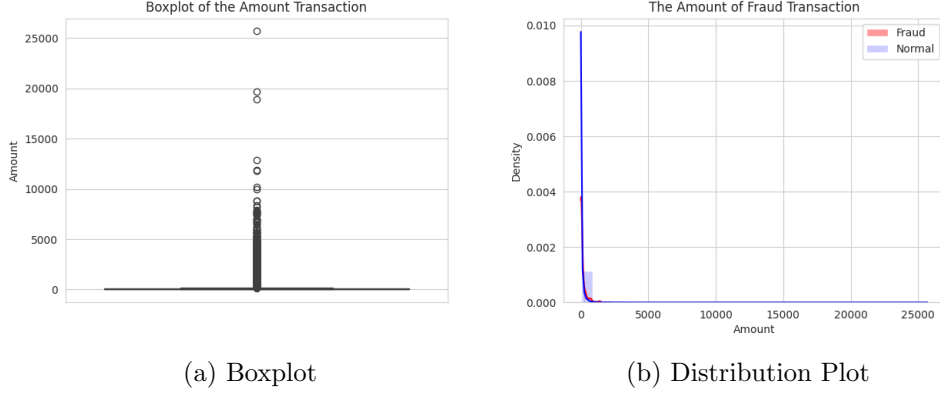 Boxplot of the Amount Transaction
25000
20000
15000
10000
5000
0
Amount
(a) Boxplot
The Amount of Fraud Transaction
Fraud
Normal
0.010
0.008
0.006
0.004
0.002
0.000
Density
0 5000 10000 15000 20000 25000
Amount
(b) Distribution Plot